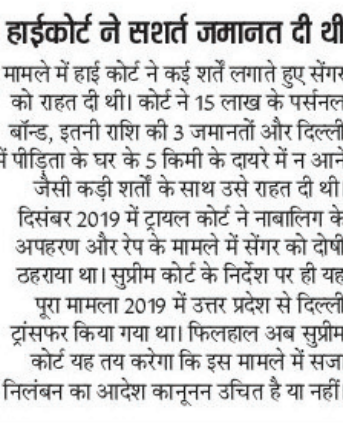 हाईकोर्ट ने सशर्त जमानत दी थी
मामले में हाई कोर्ट ने कई शर्तें लगाते हुए सेंगर
को राहत दी थी। कोर्ट ने 15 लाख के पर्सनल
बॉन्ड, इतनी राशि की 3 जमानतों और दिल्ली
में पीड़िता के घर के 5 किमी के दायरे में न आने
जैसी कड़ी शर्तों के साथ उसे राहत दी थी।
दिसंबर 2019 में ट्रायल कोर्ट ने नाबालिग के
अपहरण और रेप के मामले में सेंगर को दोषी
ठहराया था। सुप्रीम कोर्ट के निर्देश पर ही यह
पूरा मामला 2019 में उत्तर प्रदेश से दिल्ली
ट्रांसफर किया गया था। फिलहाल अब सुप्रीम
कोर्ट यह तय करेगा कि इस मामले में सजा
निलंबन का आदेश कानूनन उचित है या नहीं